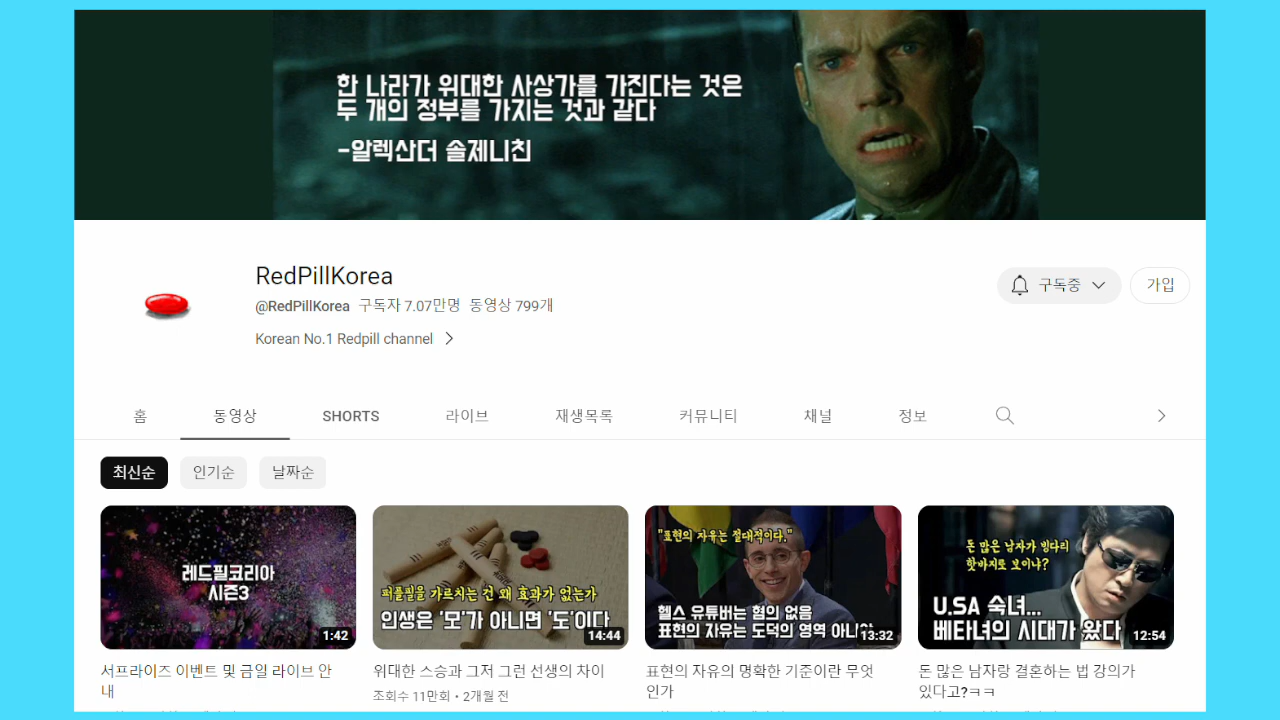 한 나라가 위대한 사상가를 가진다는 것은
두 개의 정부를 가지는 것과 같다
-알렉산더 솔제니친
RedPillKorea
@RedPillKorea 구독자 7.07만명 동영상 799개
Korean No.1 Redpill channel
구독중
가입
홈 동영상 SHORTS 라이브 재생목록 커뮤니티 채널 정보
최신순 인기순 날짜순
레드필코리아
시즌3
1:42
서프라이즈 이벤트 및 금일 라이브 안
내
퍼플필을 가르치는 건 왜 효과가 없는가
인생은 '모'가 아니면 '도'이다
14:44
위대한 스승과 그저 그런 선생의 차이
조회수 11만회 • 2개월 전
"표현의 자유는 절대적이다."
헬스 유튜버는 혐의 없음
표현의 자유는 도덕의 영역
13:32
표현의 자유의 명확한 기준이란 무엇
인가
돈 많은 남자가 빙다리
핫바지로 보이냐?
U.SA 숙녀...
베타녀의 시대가 왔다
12:54
돈 많은 남자랑 결혼하는 법 강의가
있다고?ㅋㅋ